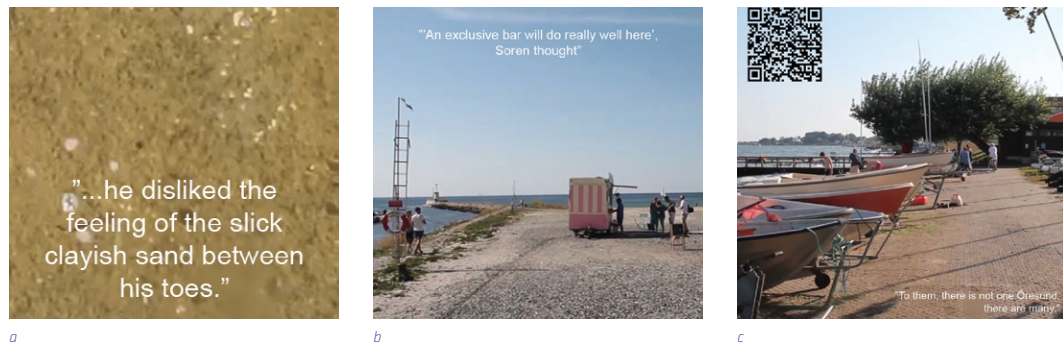 "...he disliked the
feeling of the slick
clayish sand between
his toes."
"'An exclusive bar will do really well here',
Soren thought"
"To them, there is not one Öresund
there are many."
a
b
c